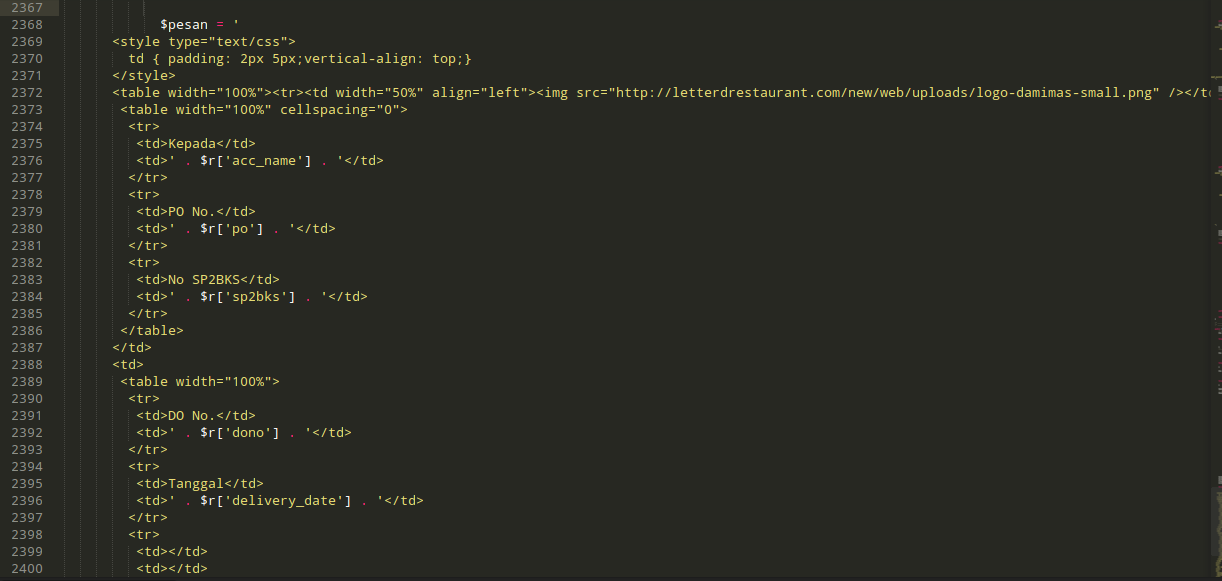 2367
2368 $pesan = '
2369 <style type="text/css">
2370 td { padding: 2px 5px;vertical-align: top;}
2371 </style>
2372 <table width="100%"><tr><td width="50%" align="left"><img src="http://letterdrestaurant.com/new/web/uploads/logo-damimas-small.png" /></td
2373 <table width="100%" cellspacing="0">
2374 <tr>
2375 <td>Kepada</td>
2376 <td>' . $r['acc_name'] . '</td>
2377 </tr>
2378 <tr>
2379 <td>PO No.</td>
2380 <td>' . $r['po'] . '</td>
2381 </tr>
2382 <tr>
2383 <td>No SP2BKS</td>
2384 <td>' . $r['sp2bks'] . '</td>
2385 </tr>
2386 </table>
2387 </td>
2388 <td>
2389 <table width="100%">
2390 <tr>
2391 <td>DO No.</td>
2392 <td>' . $r['dono'] . '</td>
2393 </tr>
2394 <tr>
2395 <td>Tanggal</td>
2396 <td>' . $r['delivery_date'] . '</td>
2397 </tr>
2398 <tr>
2399 <td></td>
2400 <td></td>